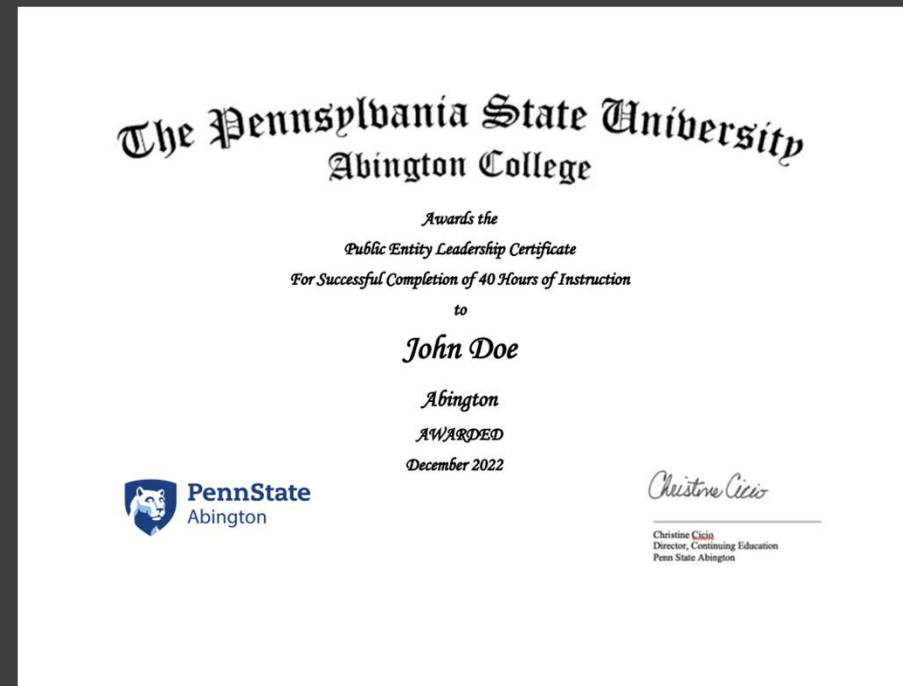 The Pennsylvania State University
Abington College
Awards the
Public Entity Leadership Certificate
For Successful Completion of 40 Hours of Instruction
to
John Doe
Abington
AWARDED
December 2022
PennState
Abington
Christine Cicio
Christine Cicio
Director, Continuing Education
Penn State Abington